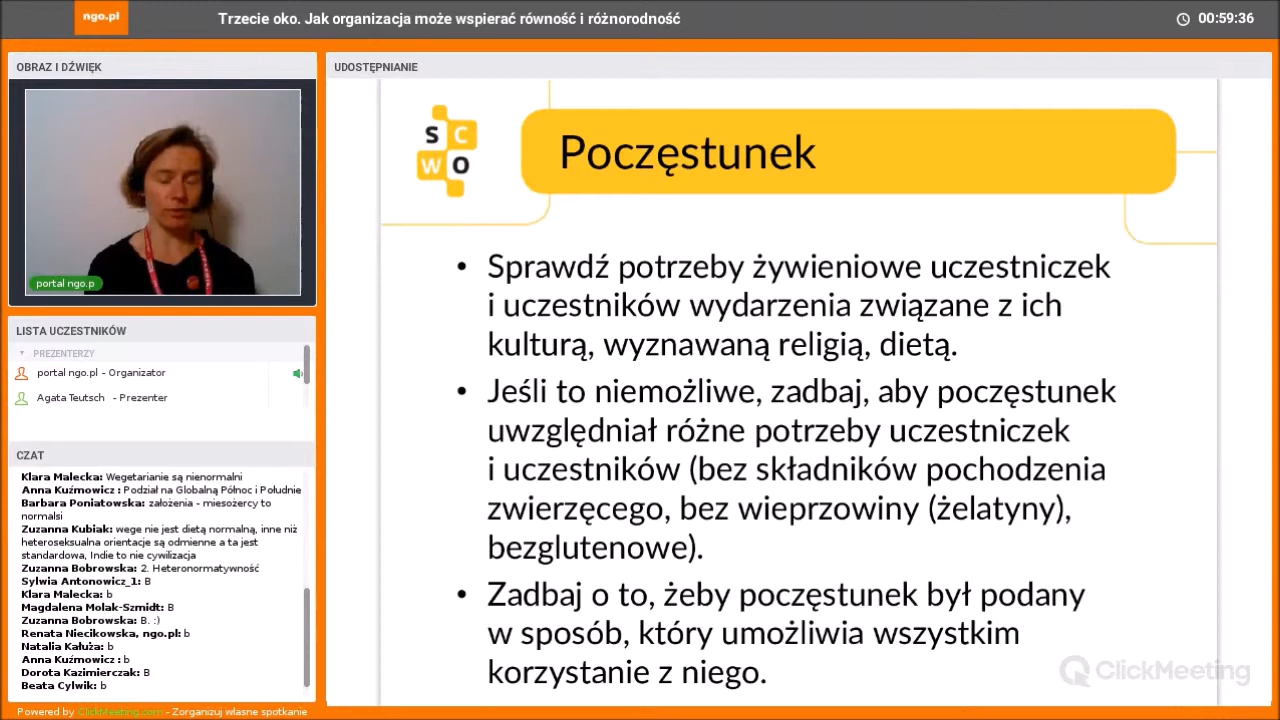 ngo.pl
Trzecie oko. Jak organizacja może wspierać równość i różnorodność
00:59:36
OBRAZ I DŹWIĘK
portal ngo.p
LISTA UCZESTNIKÓW
PREZENTERZY
portal ngo.pl - Organizator
Agata Teutsch - Prezenter
CZAT
Klara Małecka: Wegetarianie są nienormalni
Anna Kuźmowicz : Podział na Globalną Północ i Południe
Barbara Poniatowska: założenia - miesożercy to
normalsi
Zuzanna Kubiak: wege nie jest dietą normalną, inne niż
heteroseksualna orientacje są odmienne a ta jest
standardowa, Indie to nie cywilizacja
Zuzanna Bobrowska: 2. Heteronormatywność
Sylwia Antonowicz_1: B
Klara Małecka: b
Magdalena Molak-Szmidt: B
Zuzanna Bobrowska: B. :)
Renata Niecikowska, ngo.pl: b
Natalia Kałuża: b
Anna Kuźmowicz : b
Dorota Kazimierczak: B
Beata Cylwik: b
Powered by ClickMeeting.com - Zorganizuj własne spotkanie
UDOSTĘPNIANIE
S C
W O
Poczęstunek
• Sprawdź potrzeby żywieniowe uczestniczek
i uczestników wydarzenia związane z ich
kulturą, wyznawaną religią, dietą.
• Jeśli to niemożliwe, zadbaj, aby poczęstunek
uwzględniał różne potrzeby uczestniczek
i uczestników (bez składników pochodzenia
zwierzęcego, bez wieprzowiny (żelatyny),
bezglutenowe).
• Zadbaj o to, żeby poczęstunek był podany
w sposób, który umożliwia wszystkim
korzystanie z niego.
ClickMeeting